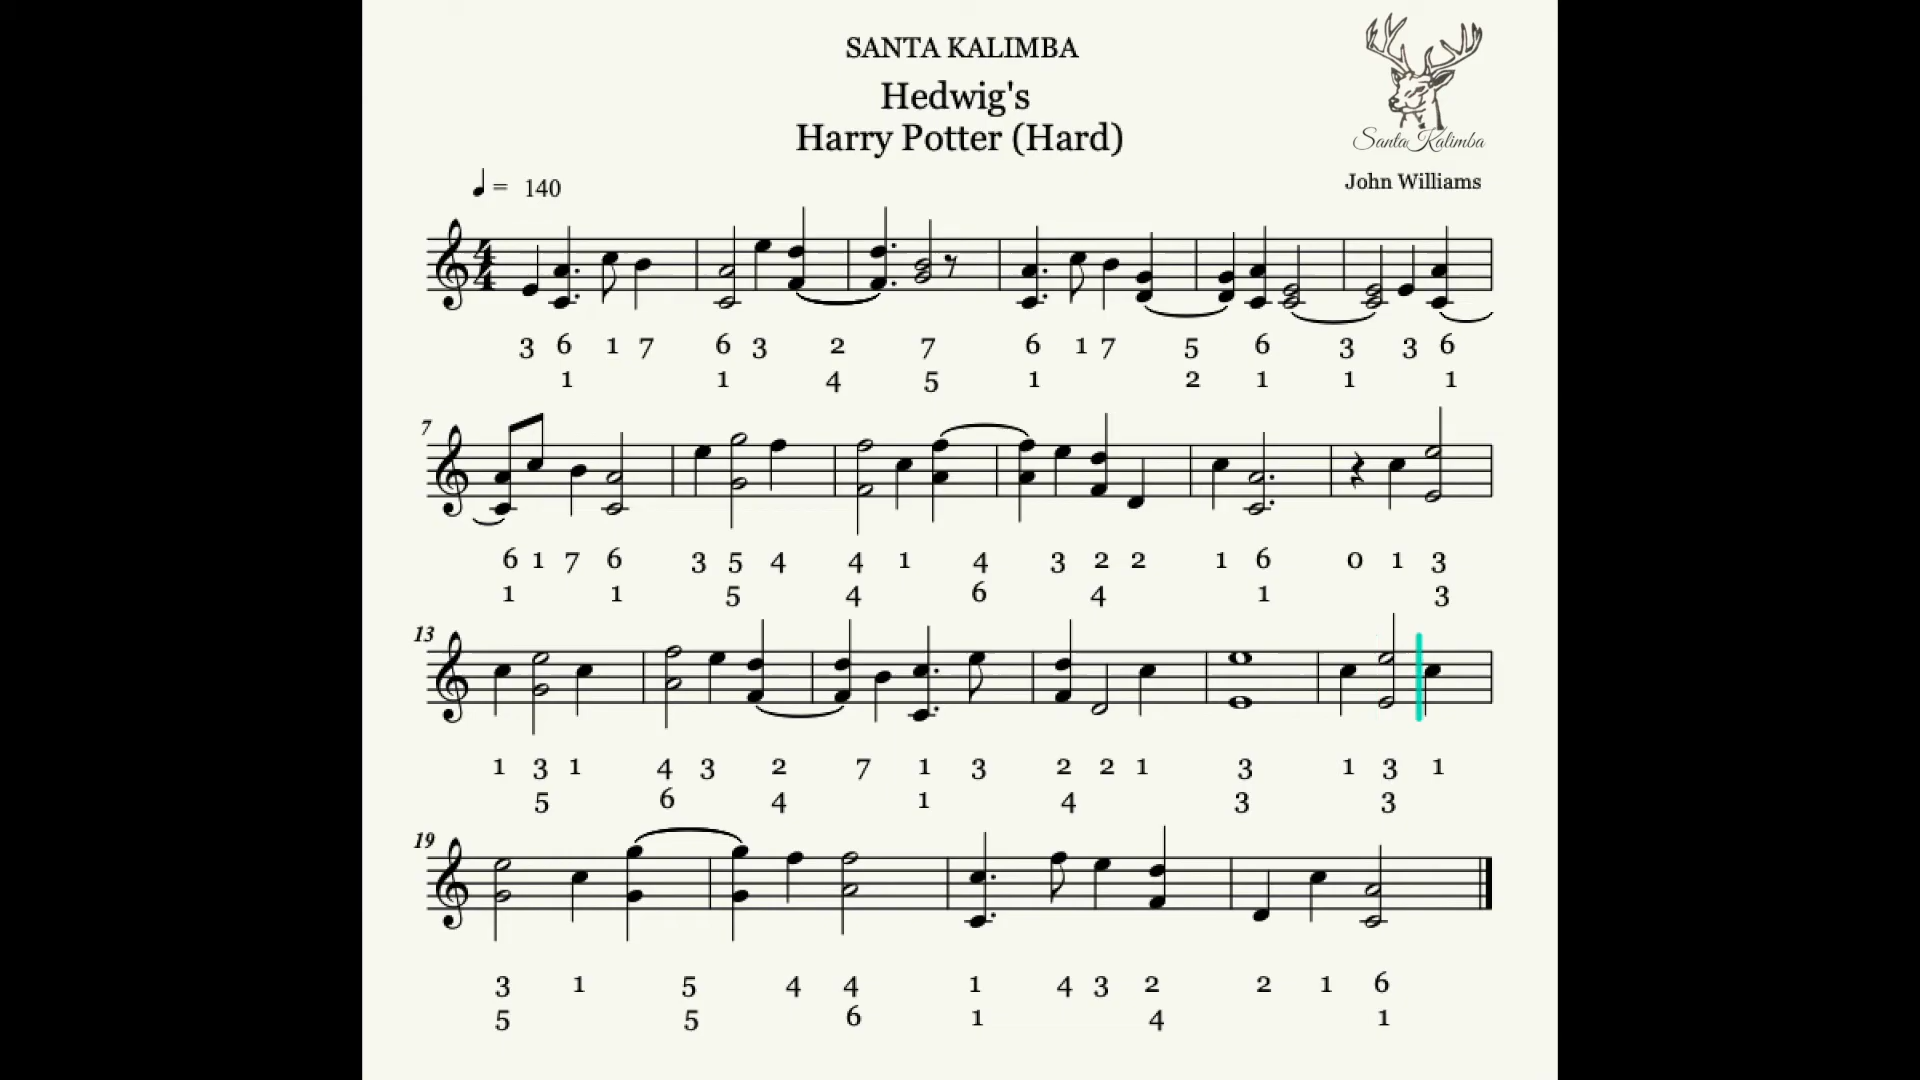 SANTA KALIMBA
Hedwig's
Harry Potter (Hard)
Santa Kalimba
John Williams
= 140
4
4
3 6 1 7 6 3 2 7 6 1 7 5 6 3 3 6
1 1 4 5 1 2 1 1 1
7
6 1 7 6 3 5 4 4 1 4 3 2 2 1 6 0 1 3
1 1 5 4 6 4 1 3
13
1 3 1 4 3 2 7 1 3 2 2 1 3 1 3 1
5 6 4 1 4 3 3
19
3 1 5 4 4 1 4 3 2 2 1 6
5 5 6 1 4 1